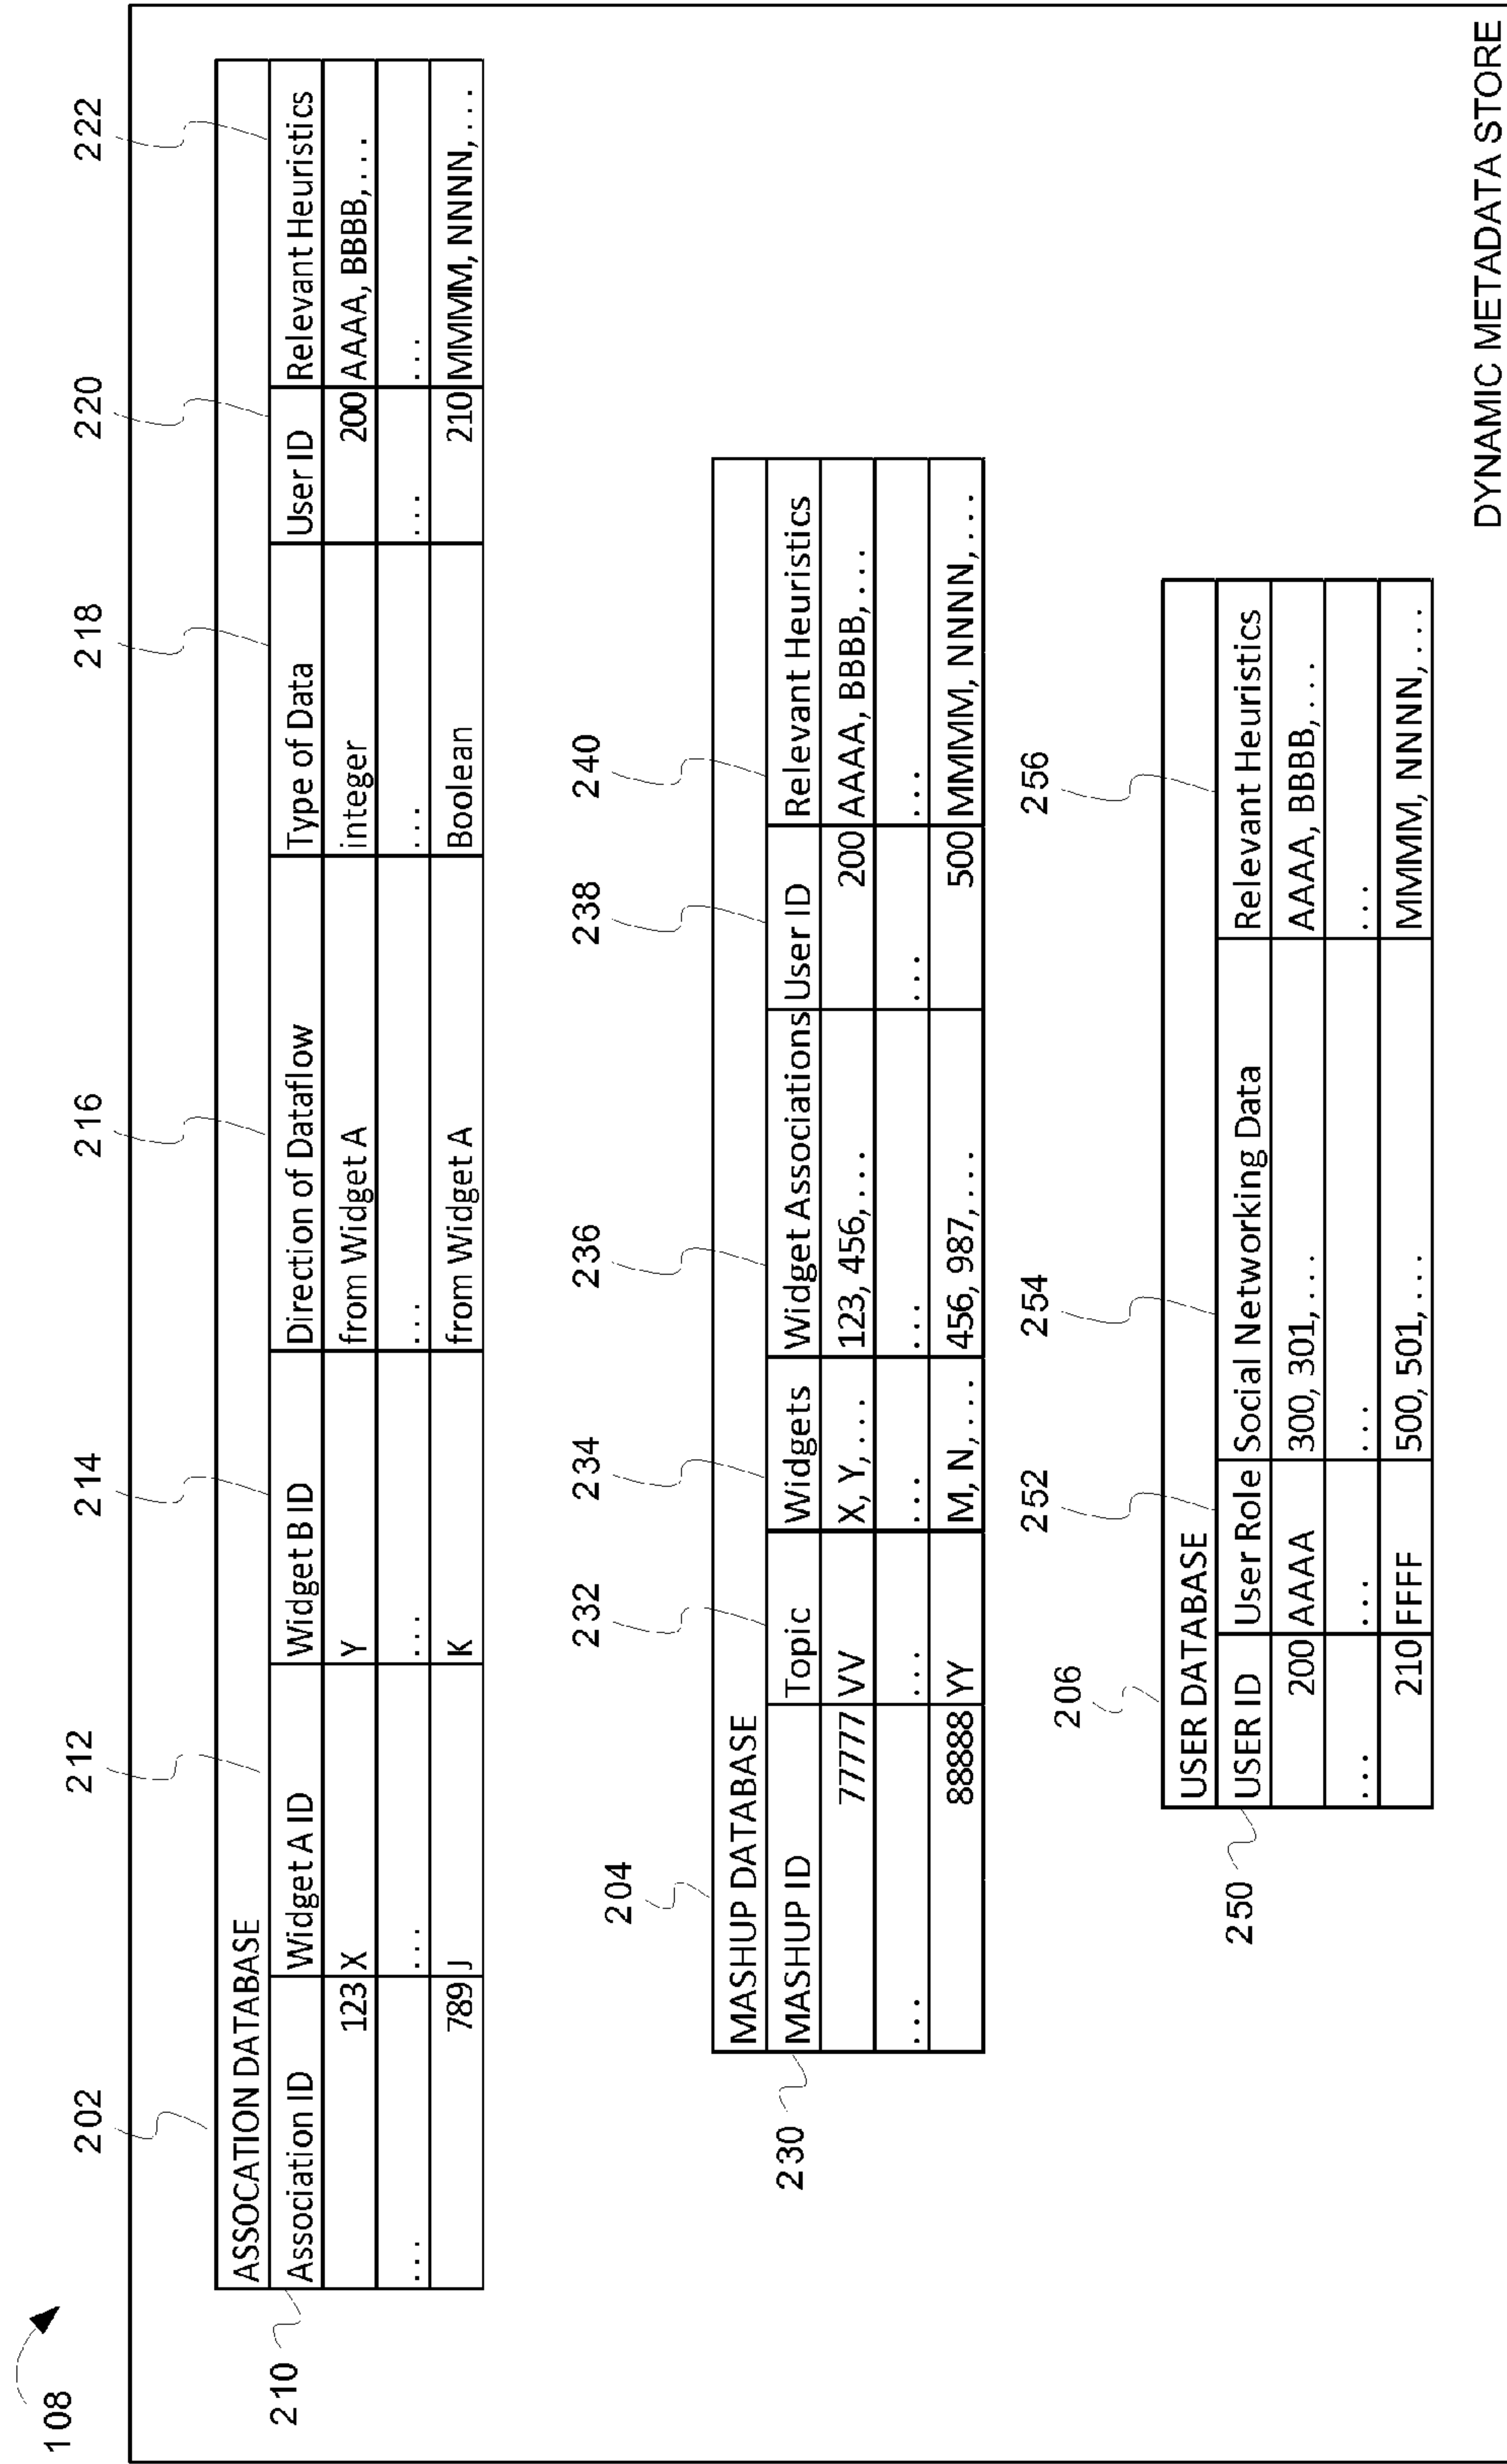 108
202
212
214
216
218
220
222
210
ASSOCATION DATABASE
Association ID Widget A ID Widget B ID Direction of Dataflow Type of Data User ID Relevant Heuristics
123 X Y from Widget A integer 200 AAAA, BBBB,...
... ... ... ... ... ... ...
789 J K from Widget A Boolean 210 MMMM, NNNN,...
204
232
234
236
238
240
230
MASHUP DATABASE
MASHUP ID Topic Widgets Widget Associations User ID Relevant Heuristics
77777 VV X, Y,... 123, 456,... 200 AAAA, BBBB,...
... ... ... ... ... ...
88888 YY M, N,... 456, 987,... 500 MMMM, NNNN,...
206
252
254
256
250
USER DATABASE
USER ID User Role Social Networking Data Relevant Heuristics
200 AAAA 300, 301,... AAAA, BBBB,...
... ... ... ...
210 FFFF 500, 501,... MMMM, NNNN,...
DYNAMIC METADATA STORE